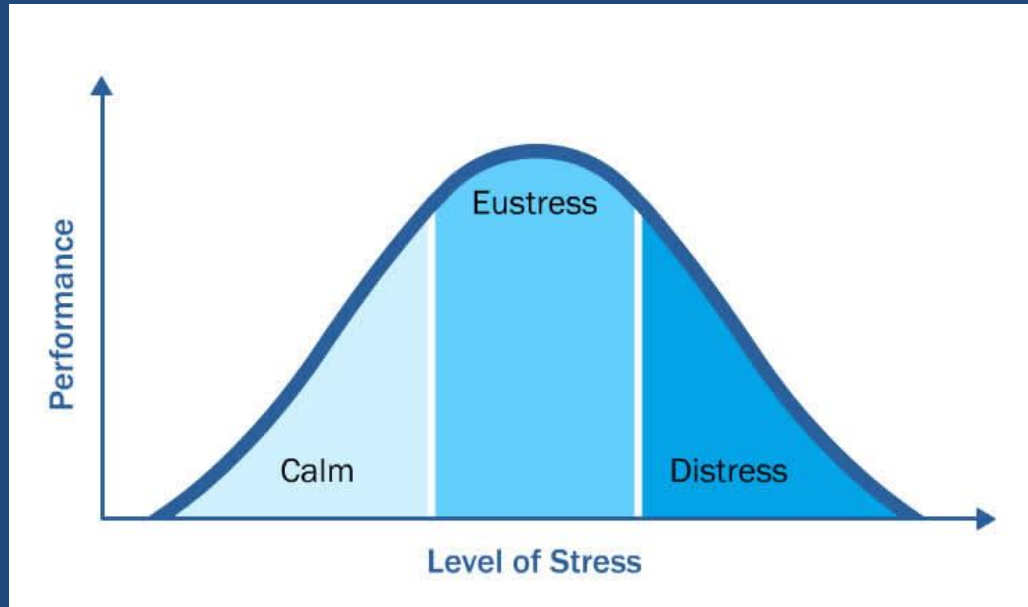 Performance
Eustress
Calm
Distress
Level of Stress